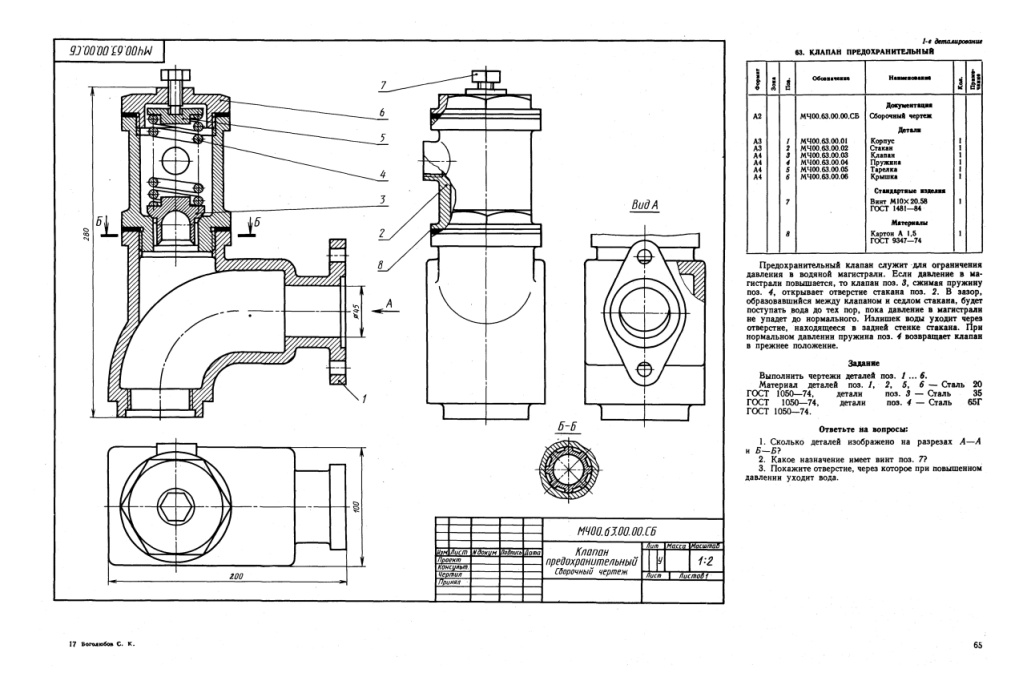 МЧ00.63.00.00.СБ
7
6
5
4
3
2
8
Б
Б
280
⌀45
А
1
Вид А
Б-Б
100
200
МЧ00.63.00.00.СБ
Клапан
предохранительный
Сборочный чертеж
Лит
Масса
Масштаб
У
1:2
Лист
Листов 1
Изм Лист № докум Подпись Дата
Проект
Консульт
Чертил
Принял
17 Боголюбов С. К.
1-е деталирование
63. КЛАПАН ПРЕДОХРАНИТЕЛЬНЫЙ
Формат Зона Поз. Обозначение Наименование Кол. Примечание
Документация
А2 МЧ00.63.00.00.СБ Сборочный чертеж
Детали
А3 1 МЧ00.63.00.01 Корпус 1
А3 2 МЧ00.63.00.02 Стакан 1
А4 3 МЧ00.63.00.03 Клапан 1
А4 4 МЧ00.63.00.04 Пружина 1
А4 5 МЧ00.63.00.05 Тарелка 1
А4 6 МЧ00.63.00.06 Крышка 1
Стандартные изделия
7 Винт М10×20.58 1
ГОСТ 1481—84
Материалы
8 Картон А 1,5 1
ГОСТ 9347—74
Предохранительный клапан служит для ограничения
давления в водяной магистрали. Если давление в ма-
гистрали повышается, то клапан поз. 3, сжимая пружину
поз. 4, открывает отверстие стакана поз. 2. В зазор,
образовавшийся между клапаном и седлом стакана, будет
поступать вода до тех пор, пока давление в магистрали
не упадет до нормального. Излишек воды уходит через
отверстие, находящееся в задней стенке стакана. При
нормальном давлении пружина поз. 4 возвращает клапан
в прежнее положение.
Задание
Выполнить чертежи деталей поз. 1 ... 6.
Материал деталей поз. 1, 2, 5, 6 — Сталь 20
ГОСТ 1050—74, детали поз. 3 — Сталь 35
ГОСТ 1050—74, детали поз. 4 — Сталь 65Г
ГОСТ 1050—74.
Ответьте на вопросы:
1. Сколько деталей изображено на разрезах А—А
и Б—Б?
2. Какое назначение имеет винт поз. 7?
3. Покажите отверстие, через которое при повышенном
давлении уходит вода.
65